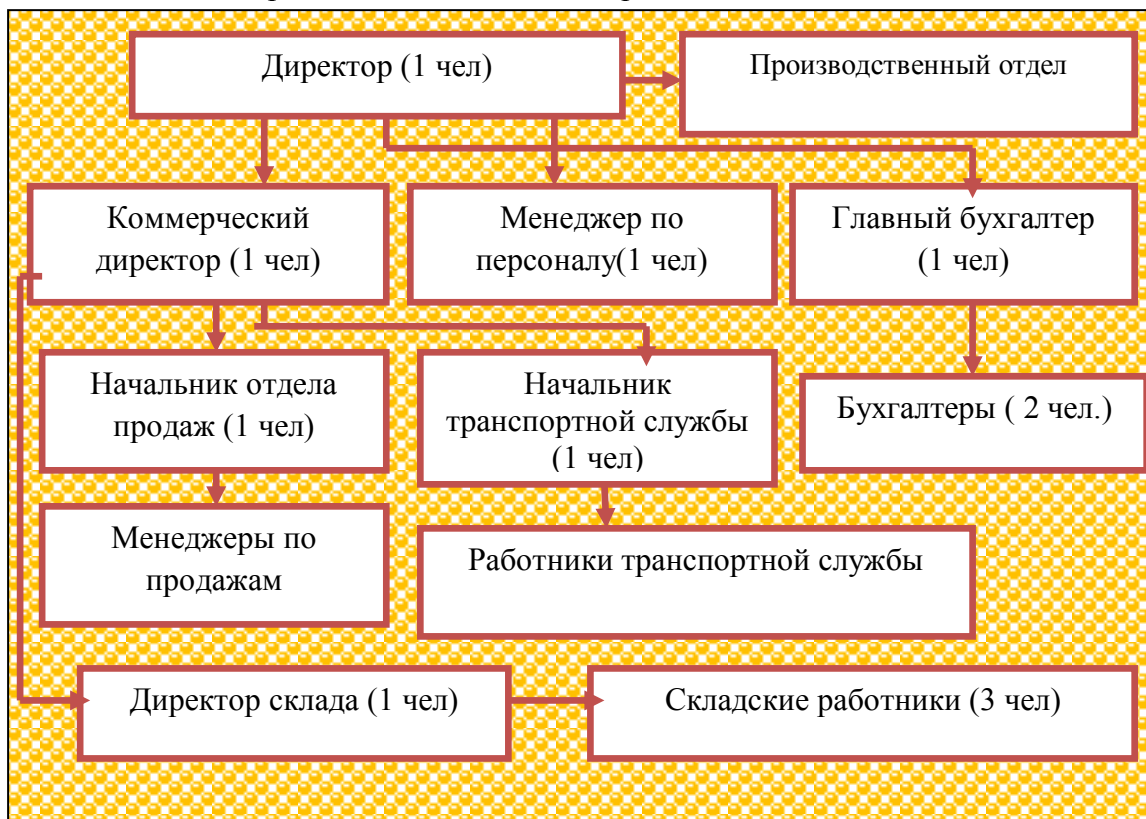 Директор (1 чел)
Производственный отдел
Коммерческий
директор (1 чел)
Менеджер по
персоналу(1 чел)
Главный бухгалтер
(1 чел)
Начальник отдела
продаж (1 чел)
Начальник
транспортной службы
(1 чел)
Бухгалтеры ( 2 чел.)
Менеджеры по
продажам
Работники транспортной службы
Директор склада (1 чел)
Складские работники (3 чел)